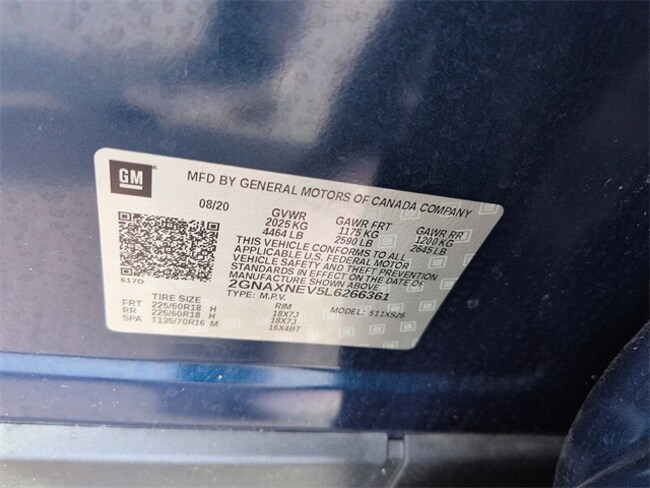 GM
MFD BY GENERAL MOTORS OF CANADA COMPANY
08/20 GVWR GAWR FRT GAWR RR
2025 KG 1175 KG 1200 KG
4464 LB 2590 LB 2645 LB
THIS VEHICLE CONFORMS TO ALL
APPLICABLE U.S. FEDERAL MOTOR
VEHICLE SAFETY AND THEFT PREVENTION
STANDARDS IN EFFECT ON THE DATE OF
MANUFACTURE SHOWN ABOVE.
617D 2GNAXNEV5L6266361
TYPE: M.P.V. MODEL: 511XS26
TIRE SIZE RIM
FRT 225/60R18 H 18X7J
RR 225/60R18 H 18X7J
SPA T135/70R16 M 16X4BT